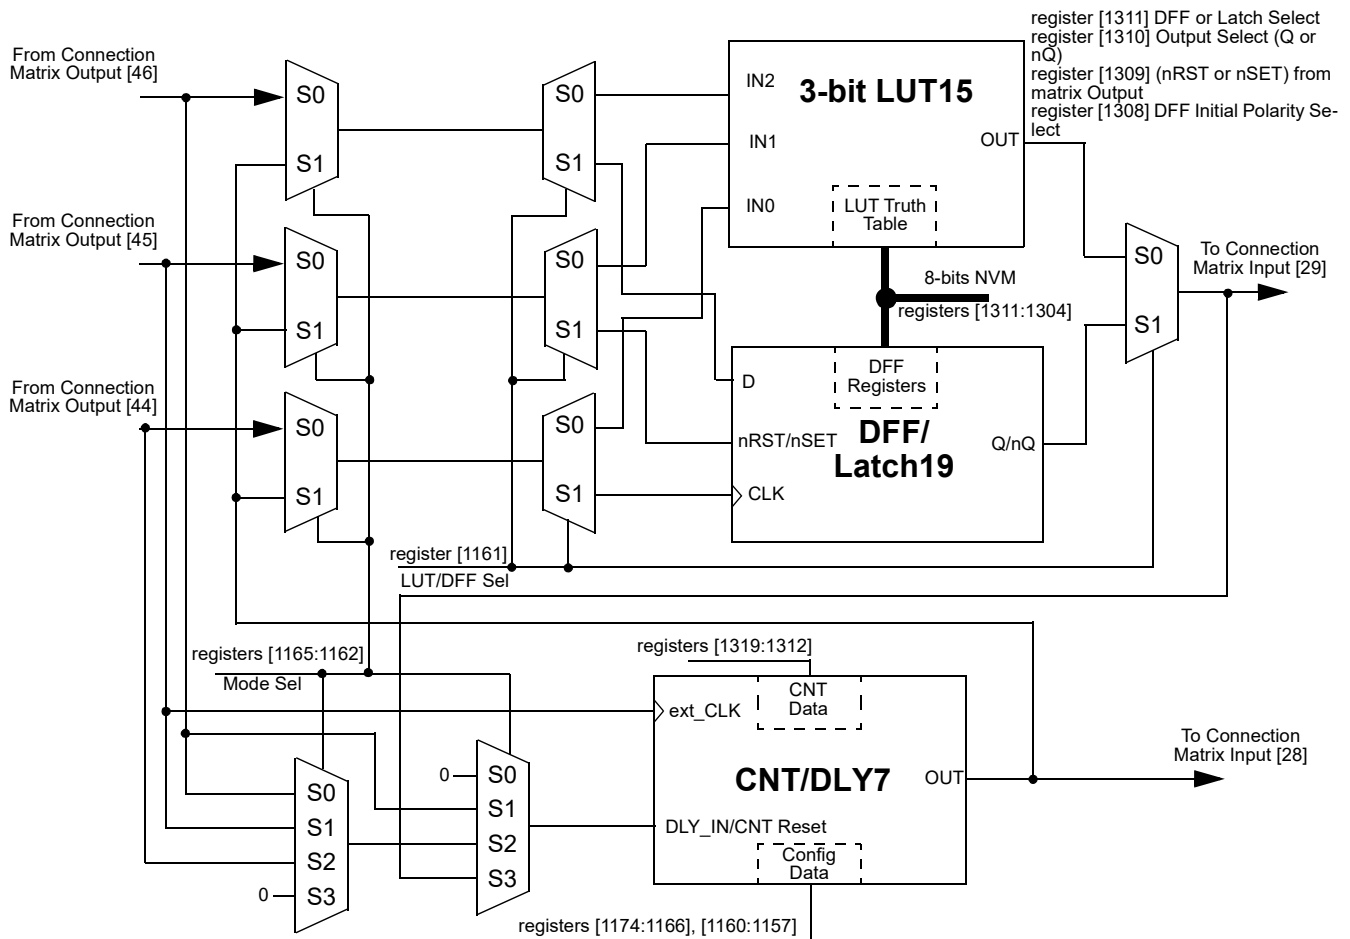 register [1311] DFF or Latch Select
register [1310] Output Select (Q or
nQ)
register [1309] (nRST or nSET) from
matrix Output
register [1308] DFF Initial Polarity Se-
lect
From Connection
Matrix Output [46]
S0
S1
S0
S1
IN2
IN1
IN0
3-bit LUT15
OUT
LUT Truth
Table
From Connection
Matrix Output [45]
S0
S1
S0
S1
8-bits NVM
registers [1311:1304]
S0
S1
To Connection
Matrix Input [29]
From Connection
Matrix Output [44]
S0
S1
S0
S1
D
nRST/nSET
CLK
DFF
Registers
DFF/
Latch19
Q/nQ
register [1161]
LUT/DFF Sel
registers [1165:1162]
Mode Sel
registers [1319:1312]
ext_CLK
CNT
Data
CNT/DLY7
OUT
DLY_IN/CNT Reset
Config
Data
To Connection
Matrix Input [28]
S0
S1
S2
0
S3
0
S0
S1
S2
S3
registers [1174:1166], [1160:1157]